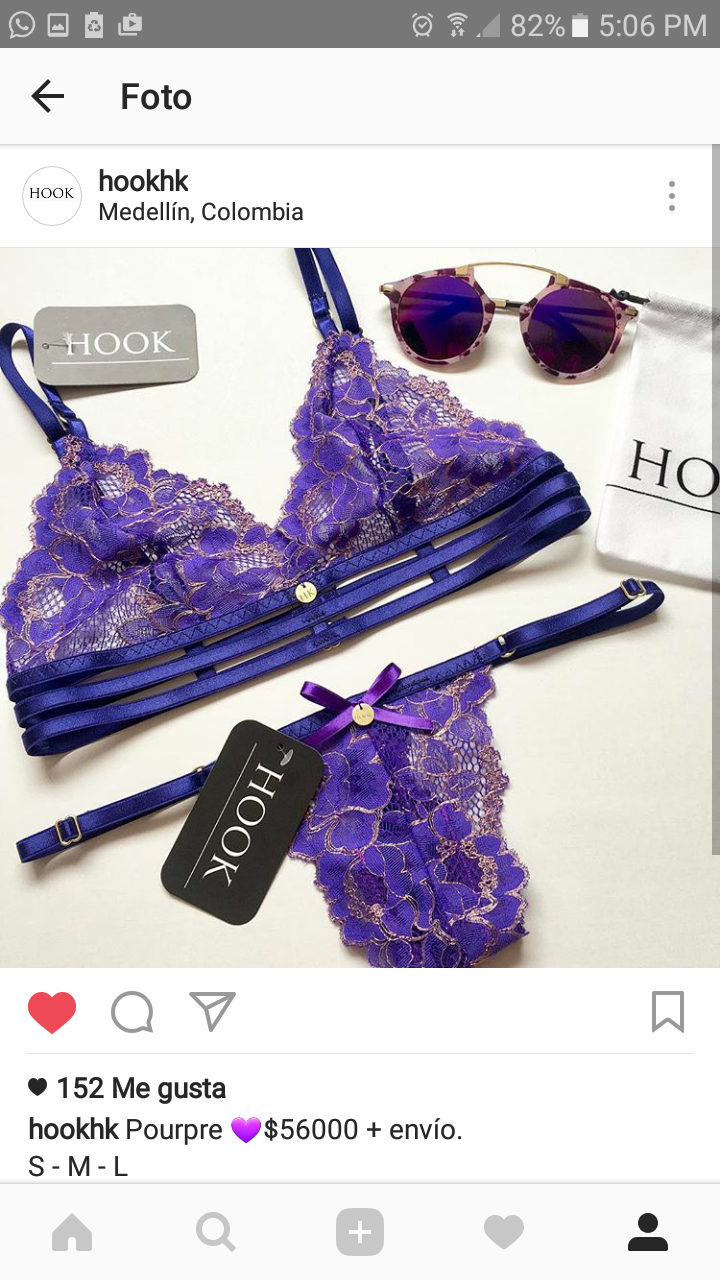 82% 5:06 PM
Foto
HOOK
hookhk
Medellín, Colombia
HOOK
HO
HK
HOOK
152 Me gusta
hookhk Pourpre 💜$56000 + envío.
S - M - L